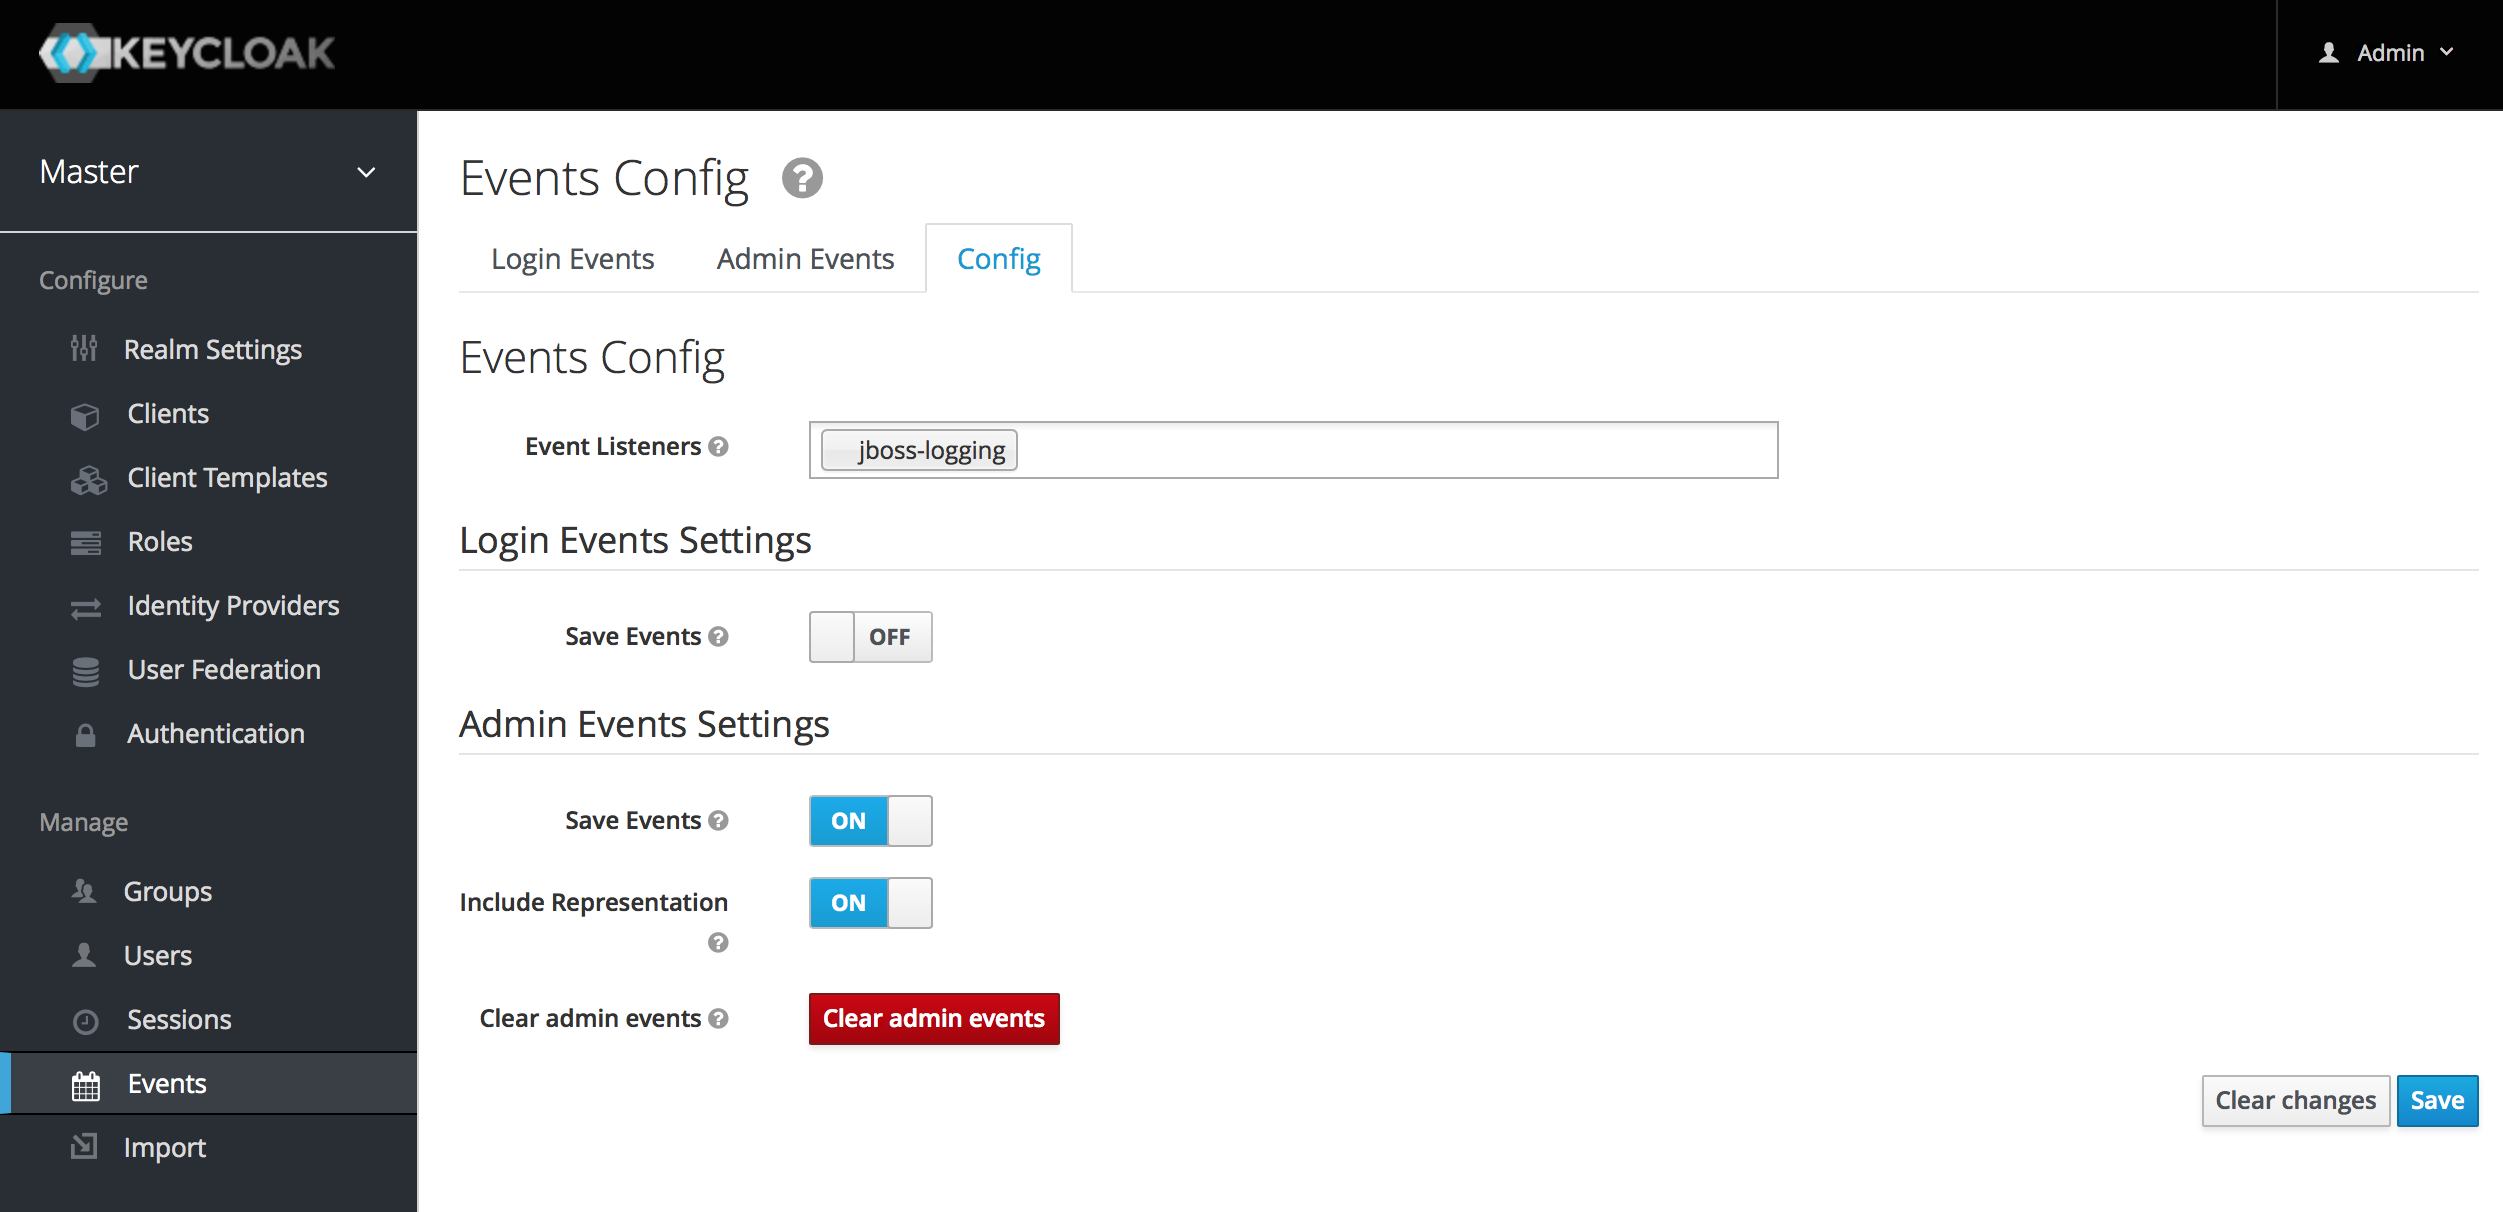 KEYCLOAK
Admin
Master
Configure
Realm Settings
Clients
Client Templates
Roles
Identity Providers
User Federation
Authentication
Manage
Groups
Users
Sessions
Events
Import
Events Config ?
Login Events Admin Events Config
Events Config
Event Listeners ? jboss-logging
Login Events Settings
Save Events ? OFF
Admin Events Settings
Save Events ? ON
Include Representation ON
?
Clear admin events ? Clear admin events
Clear changes Save